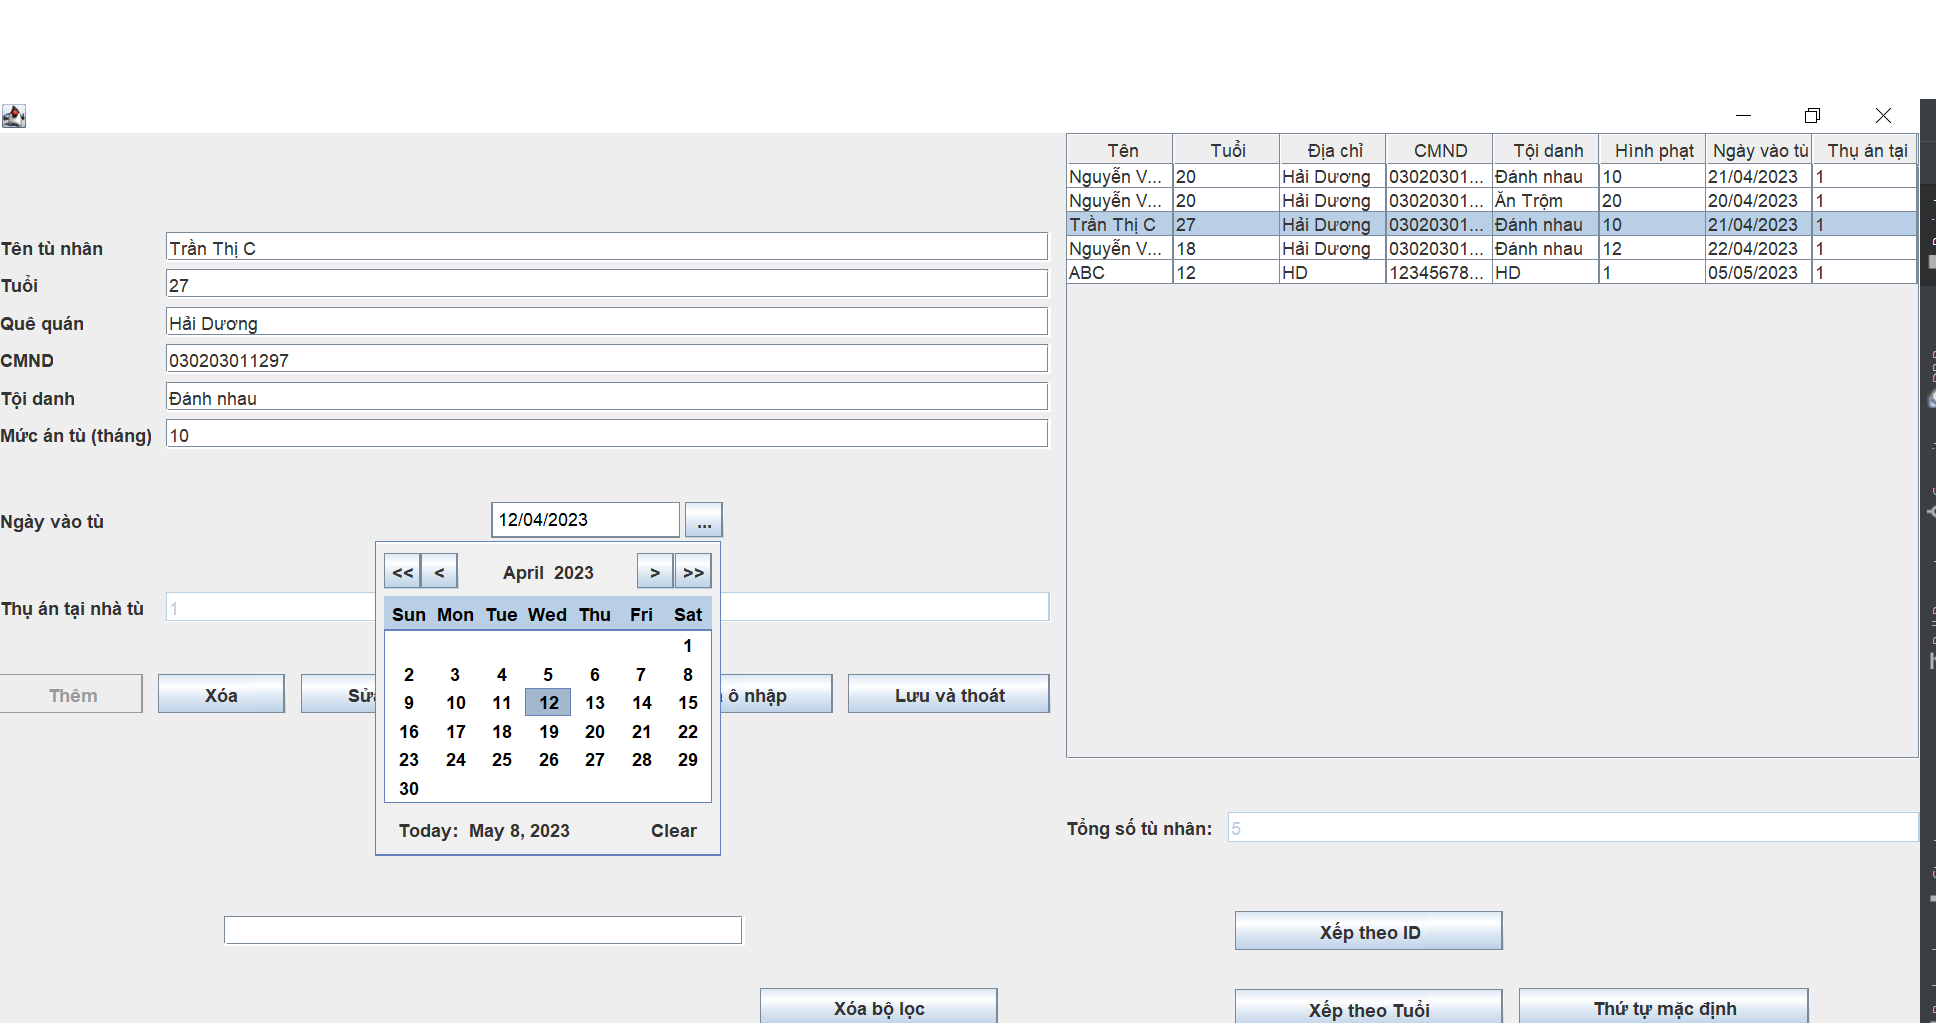 Tên tù nhân Trần Thị C
Tuổi 27
Quê quán Hải Dương
CMND 030203011297
Tội danh Đánh nhau
Mức án tù (tháng) 10
Ngày vào tù 12/04/2023 ...
<< < April 2023 > >>
Sun Mon Tue Wed Thu Fri Sat
1
2 3 4 5 6 7 8
9 10 11 12 13 14 15
16 17 18 19 20 21 22
23 24 25 26 27 28 29
30
Today: May 8, 2023 Clear
Thụ án tại nhà tù 1
Thêm Xóa ô nhập Lưu và thoát
Xóa bộ lọc
Tên Tuổi Địa chỉ CMND Tội danh Hình phạt Ngày vào tù Thụ án tại
Nguyễn V... 20 Hải Dương 03020301... Đánh nhau 10 21/04/2023 1
Nguyễn V... 20 Hải Dương 03020301... Ăn Trộm 20 20/04/2023 1
Trần Thị C 27 Hải Dương 03020301... Đánh nhau 10 21/04/2023 1
Nguyễn V... 18 Hải Dương 03020301... Đánh nhau 12 22/04/2023 1
ABC 12 HD 12345678... HD 1 05/05/2023 1
Tổng số tù nhân: 5
Xếp theo ID
Xếp theo Tuổi Thứ tự mặc định